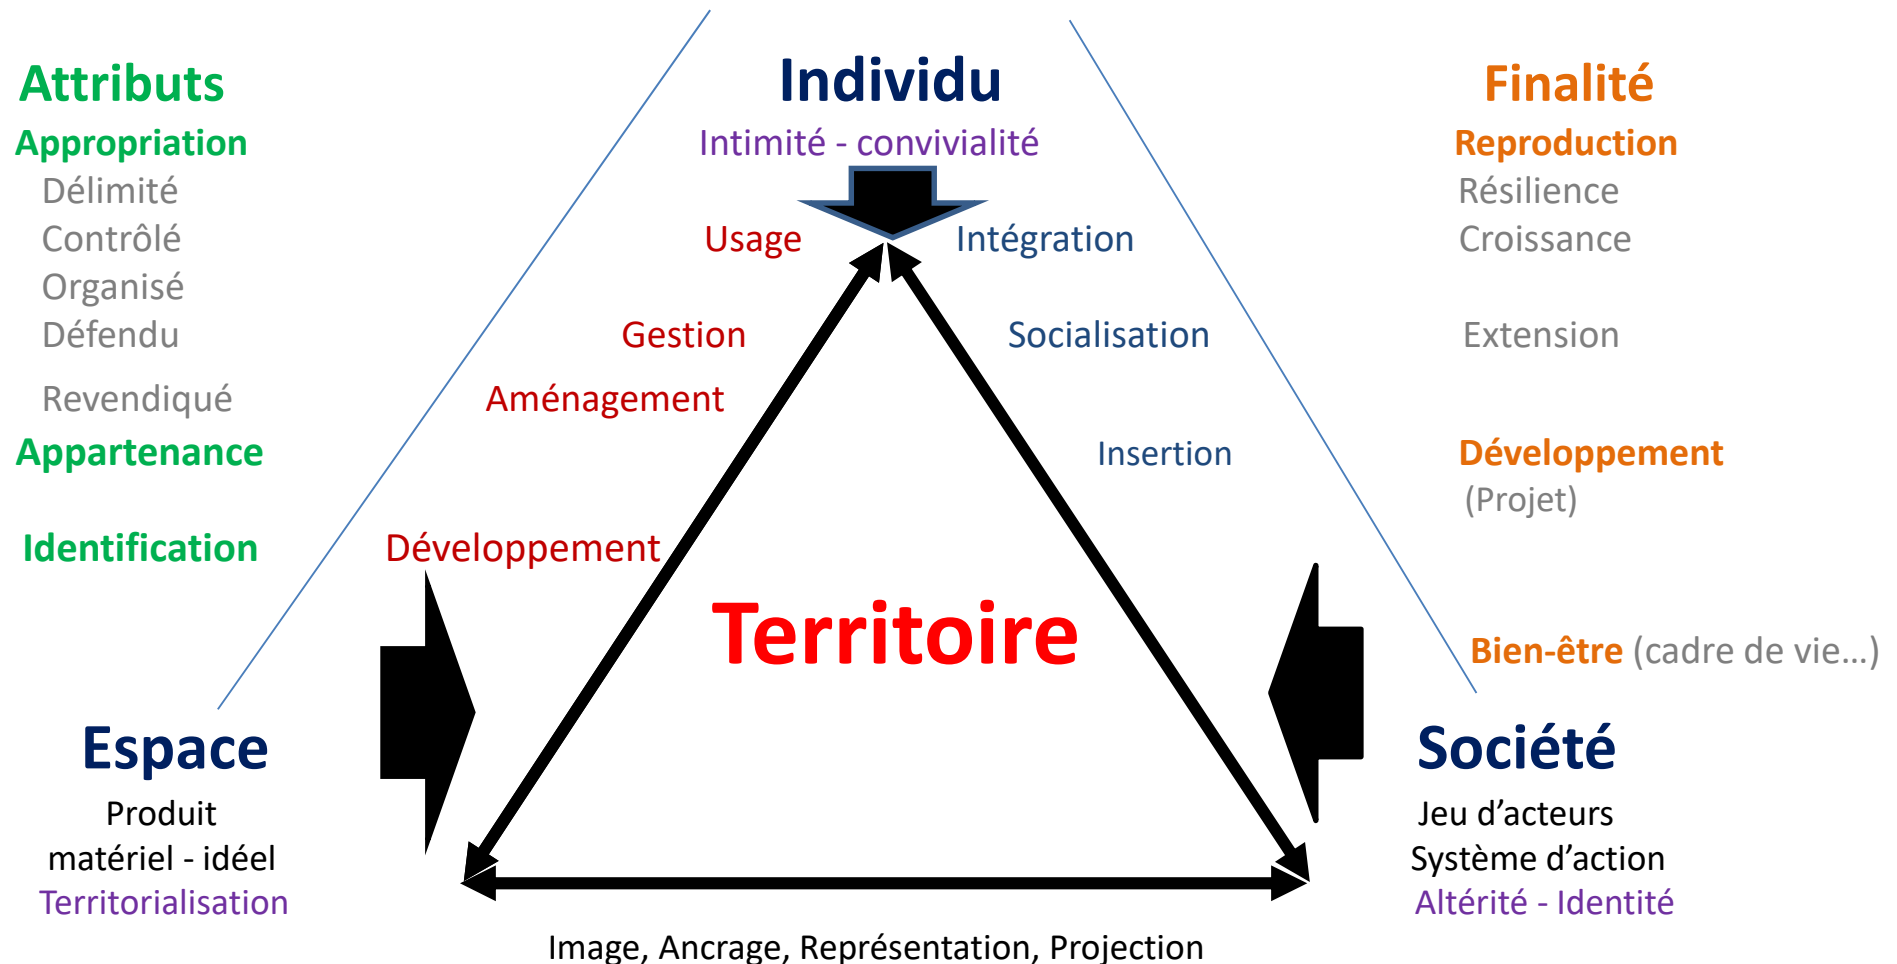 Attributs
Appropriation
Délimité
Contrôlé
Organisé
Défendu
Revendiqué
Appartenance
Identification
Individu
Intimité - convivialité
Usage
Intégration
Gestion
Socialisation
Aménagement
Insertion
Développement
Territoire
Finalité
Reproduction
Résilience
Croissance
Extension
Développement
(Projet)
Bien-être (cadre de vie…)
Espace
Produit
matériel - idéel
Territorialisation
Société
Jeu d’acteurs
Système d’action
Altérité - Identité
Image, Ancrage, Représentation, Projection